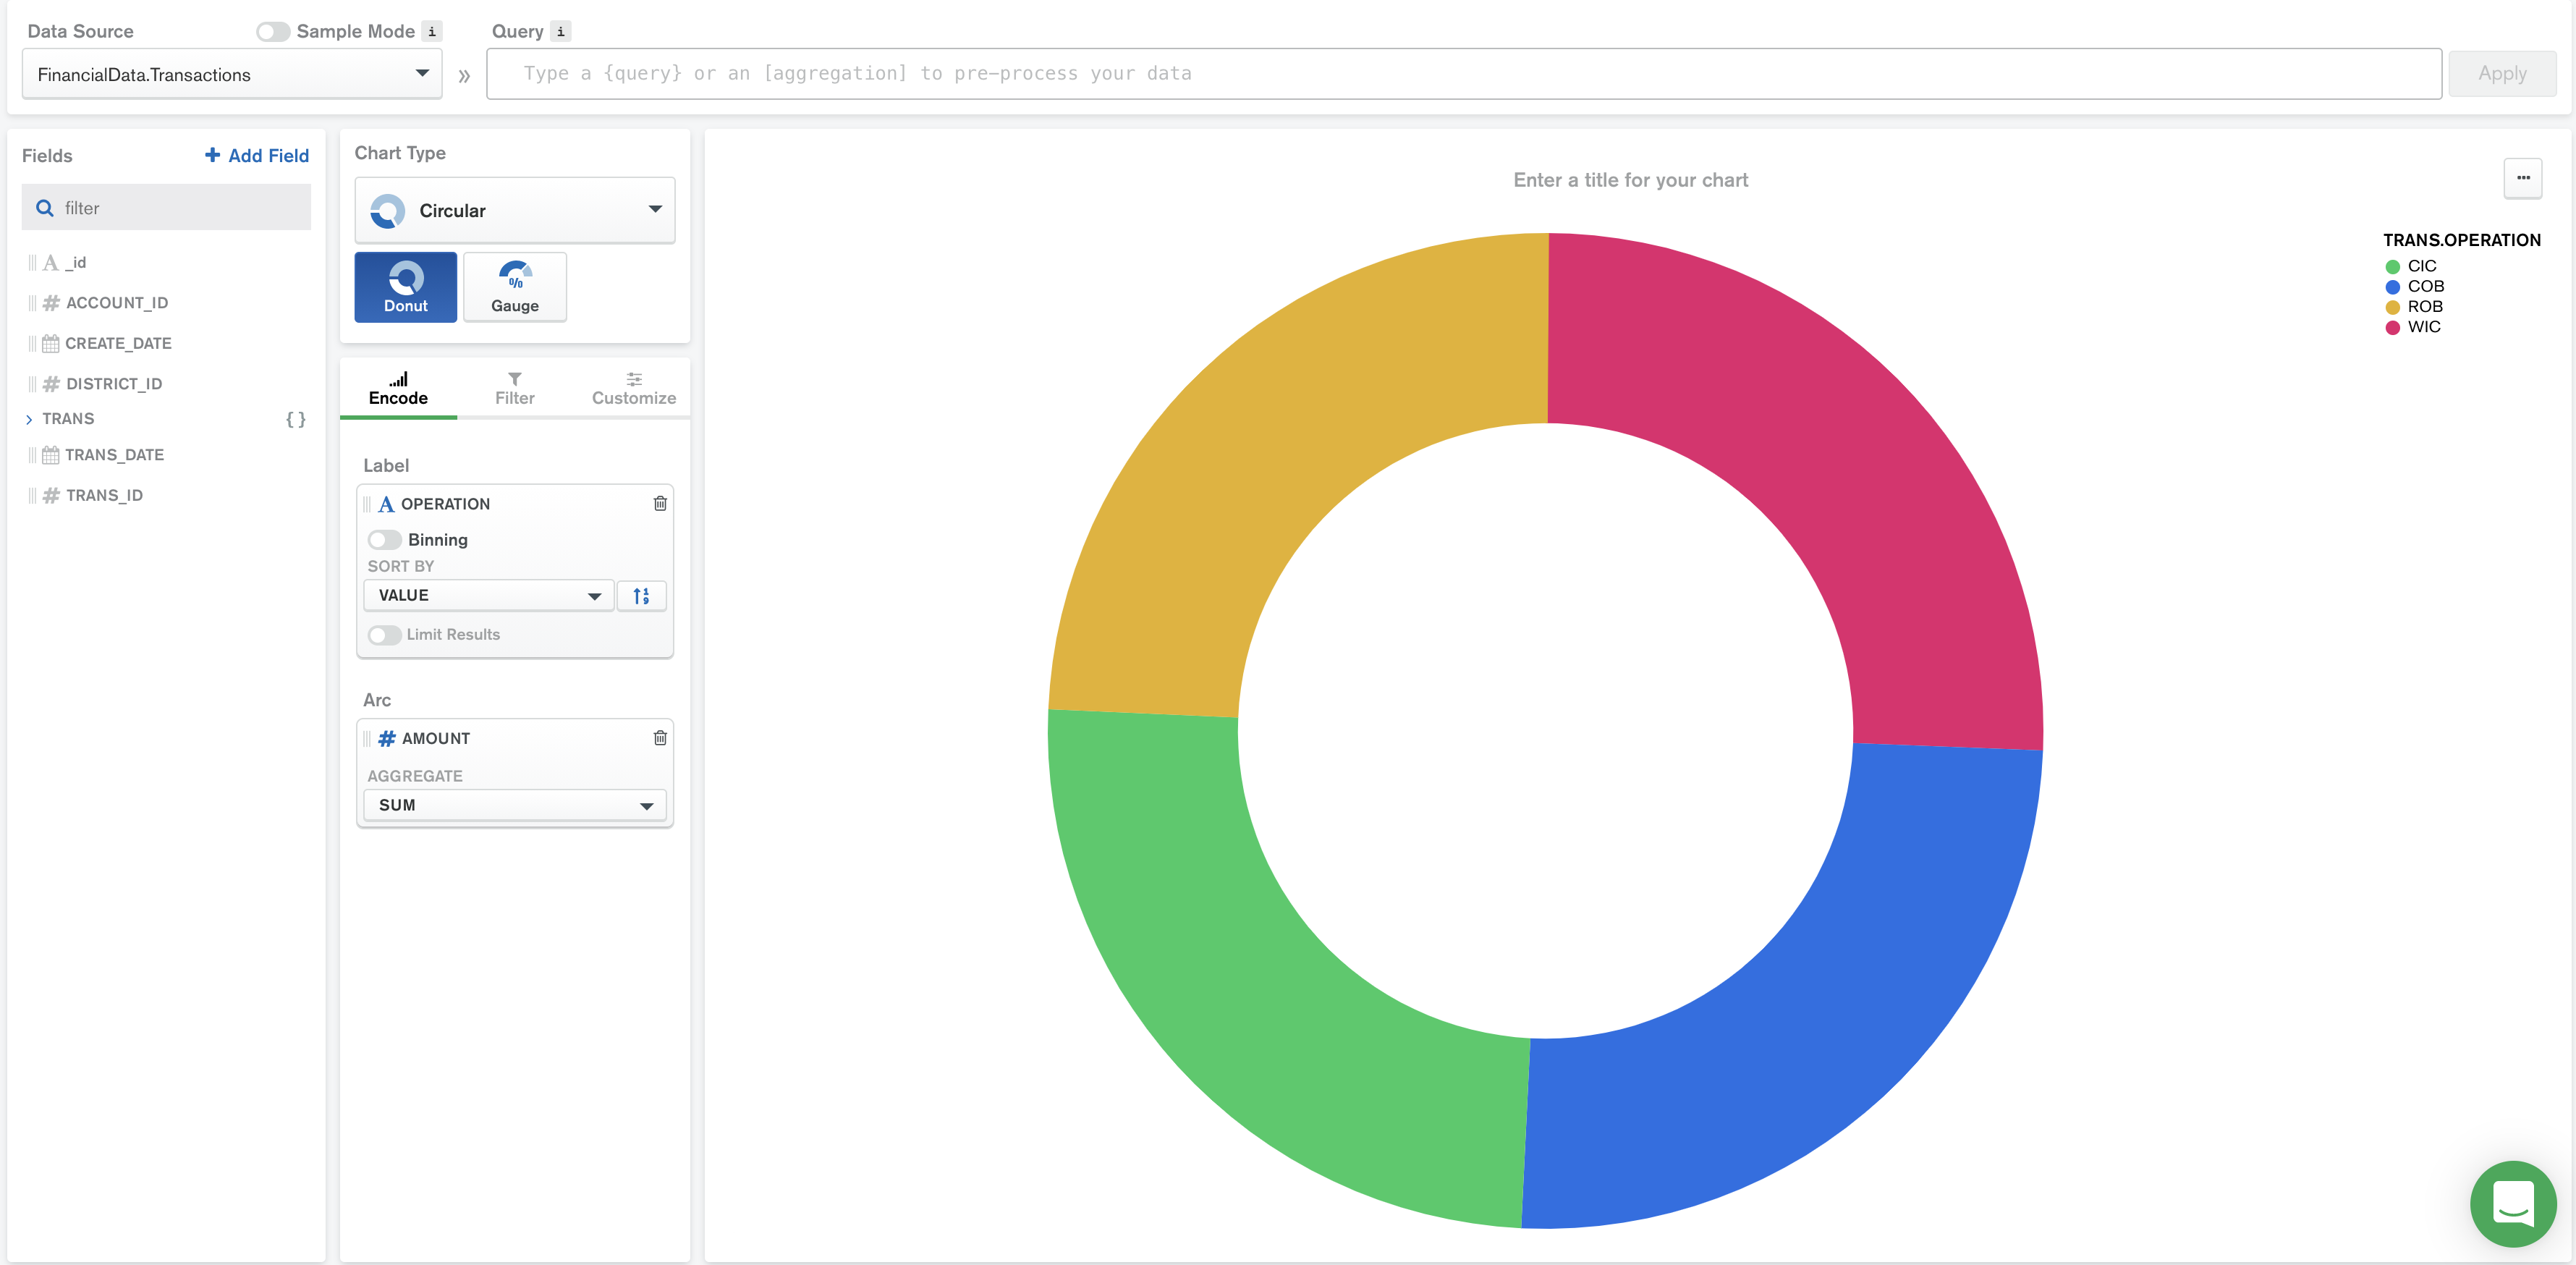 Data Source
Sample Mode i
Query i
FinancialData.Transactions
»
Type a {query} or an [aggregation] to pre-process your data
Apply
Fields
+ Add Field
filter
A _id
# ACCOUNT_ID
CREATE_DATE
# DISTRICT_ID
> TRANS { }
TRANS_DATE
# TRANS_ID
Chart Type
Circular
Donut
% Gauge
Encode
Filter
Customize
Label
A OPERATION
Binning
SORT BY
VALUE
1 9
Limit Results
Arc
# AMOUNT
AGGREGATE
SUM
Enter a title for your chart
...
TRANS.OPERATION
CIC
COB
ROB
WIC